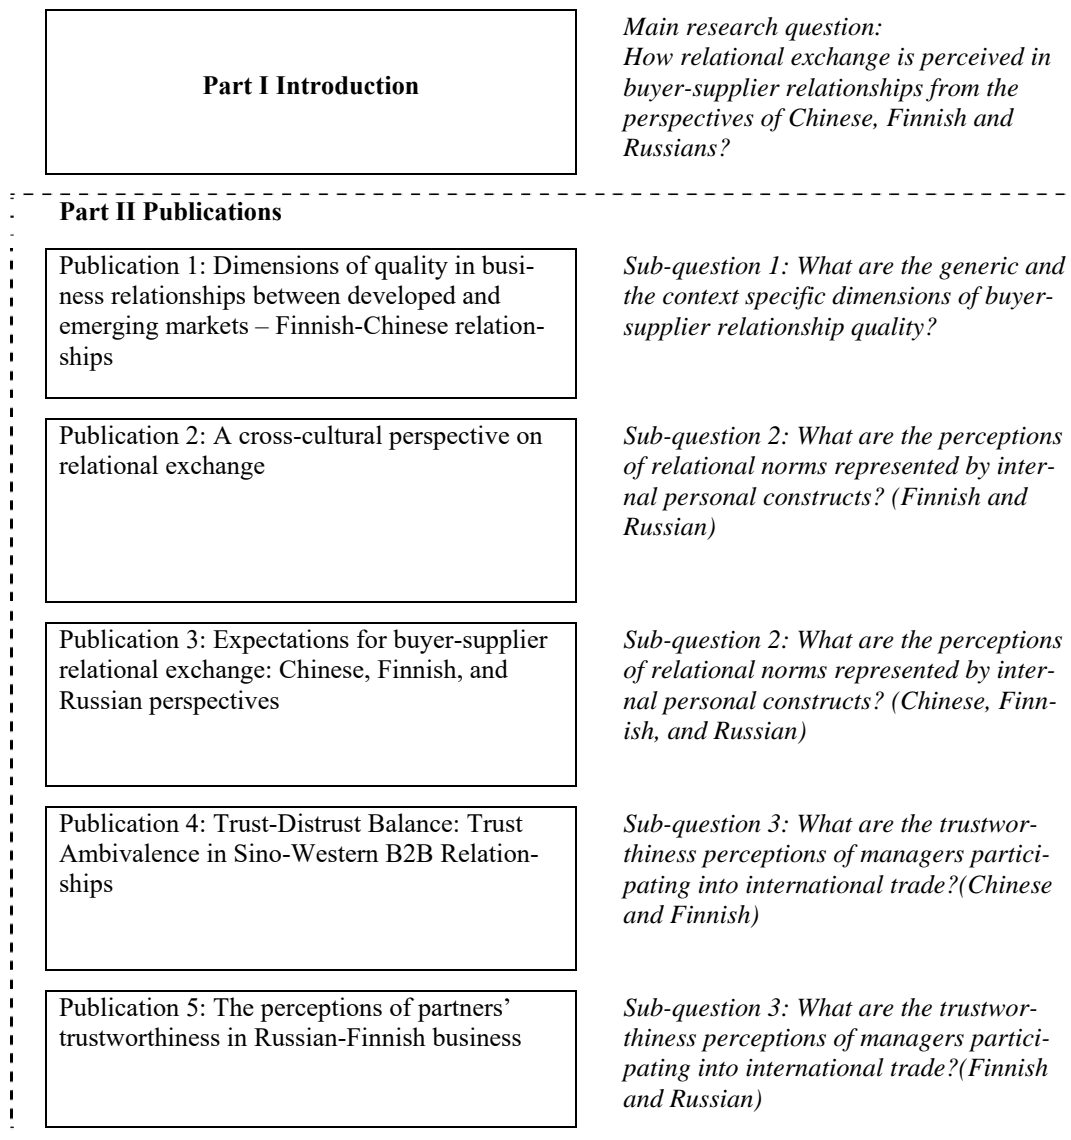 Part I Introduction
Main research question:
How relational exchange is perceived in
buyer-supplier relationships from the
perspectives of Chinese, Finnish and
Russians?
Part II Publications
Publication 1: Dimensions of quality in busi-
ness relationships between developed and
emerging markets – Finnish-Chinese relation-
ships
Sub-question 1: What are the generic and
the context specific dimensions of buyer-
supplier relationship quality?
Publication 2: A cross-cultural perspective on
relational exchange
Sub-question 2: What are the perceptions
of relational norms represented by inter-
nal personal constructs? (Finnish and
Russian)
Publication 3: Expectations for buyer-supplier
relational exchange: Chinese, Finnish, and
Russian perspectives
Sub-question 2: What are the perceptions
of relational norms represented by inter-
nal personal constructs? (Chinese, Finn-
ish, and Russian)
Publication 4: Trust-Distrust Balance: Trust
Ambivalence in Sino-Western B2B Relation-
ships
Sub-question 3: What are the trustwor-
thiness perceptions of managers partici-
pating into international trade?(Chinese
and Finnish)
Publication 5: The perceptions of partners’
trustworthiness in Russian-Finnish business
Sub-question 3: What are the trustwor-
thiness perceptions of managers partici-
pating into international trade?(Finnish
and Russian)